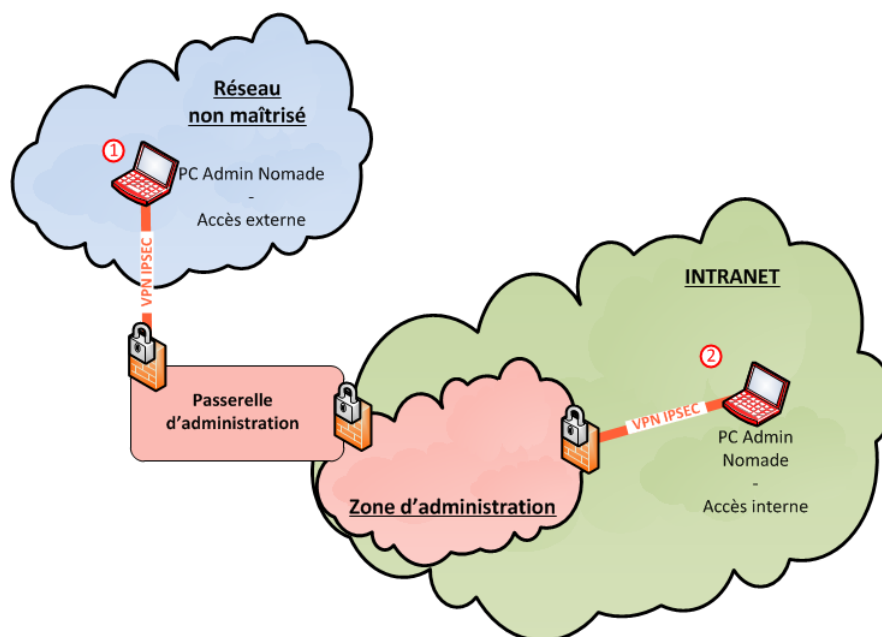 Réseau
non maîtrisé
1
PC Admin Nomade
-
Accès externe
VPN IPSEC
Passerelle
d'administration
INTRANET
2
VPN IPSEC
PC Admin
Nomade
-
Accès interne
Zone d'administration